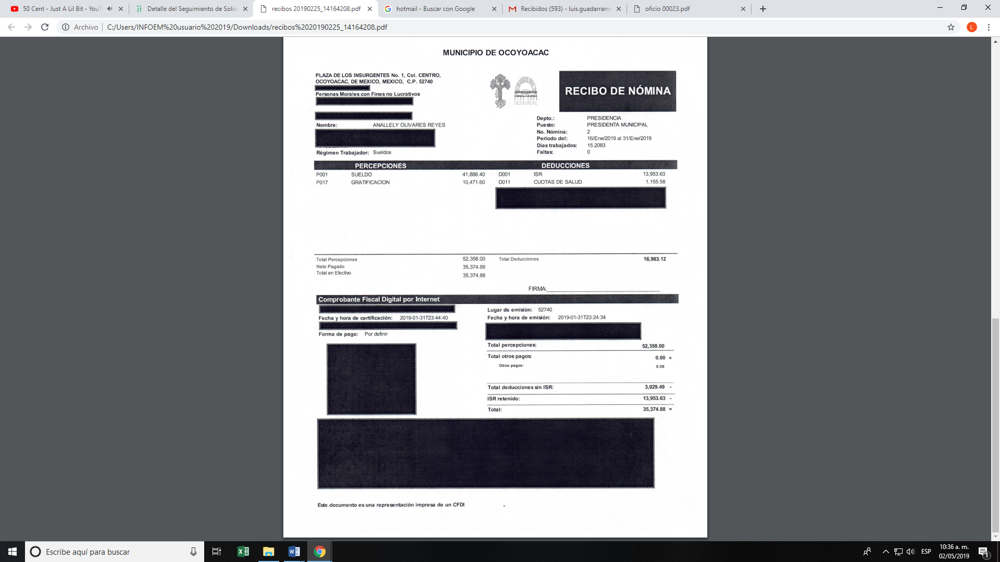 50 Cent - Just A Lil Bit - YouT
Detalle del Seguimiento de Solici
recibos 20190225_14164208.pdf
hotmail - Buscar con Google
Recibidos (593) - luis.guadarrama
oficio 00023.pdf
Archivo
C:/Users/INFOEM%20usuario%202019/Downloads/recibos%2020190225_14164208.pdf
L
MUNICIPIO DE OCOYOACAC
PLAZA DE LOS INSURGENTES No. 1, Col. CENTRO,
OCOYOACAC, DE MEXICO, MEXICO, C.P. 52740
Personas Morales con Fines no Lucrativos
OCOYOACAC
RECIBO DE NÓMINA
Nombre: ANALLELY OLIVARES REYES
Régimen Trabajador: Sueldos
Depto.: PRESIDENCIA
Puesto: PRESIDENTA MUNICIPAL
No. Nómina: 2
Periodo del: 16/Ene/2019 al 31/Ene/2019
Días trabajados: 15.2083
Faltas: 0
PERCEPCIONES DEDUCCIONES
P001 SUELDO 41,886.40 D001 ISR 13,953.63
P017 GRATIFICACION 10,471.60 D011 CUOTAS DE SALUD 1,155.58
Total Percepciones 52,358.00 Total Deducciones 16,983.12
Neto Pagado 35,374.88
Total en Efectivo 35,374.88
FIRMA:
Comprobante Fiscal Digital por Internet
Lugar de emisión: 52740
Fecha y hora de certificación: 2019-01-31T23:44:40
Fecha y hora de emisión: 2019-01-31T23:24:34
Forma de pago: Por definir
Total percepciones: 52,358.00
Total otros pagos: 0.00 +
Otros pagos: 0.00
Total deducciones sin ISR: 3,029.49 -
ISR retenido: 13,953.63 -
Total: 35,374.88 =
Este documento es una representación impresa de un CFDI
Escribe aquí para buscar
ESP
10:36 a. m.
02/05/2019
1